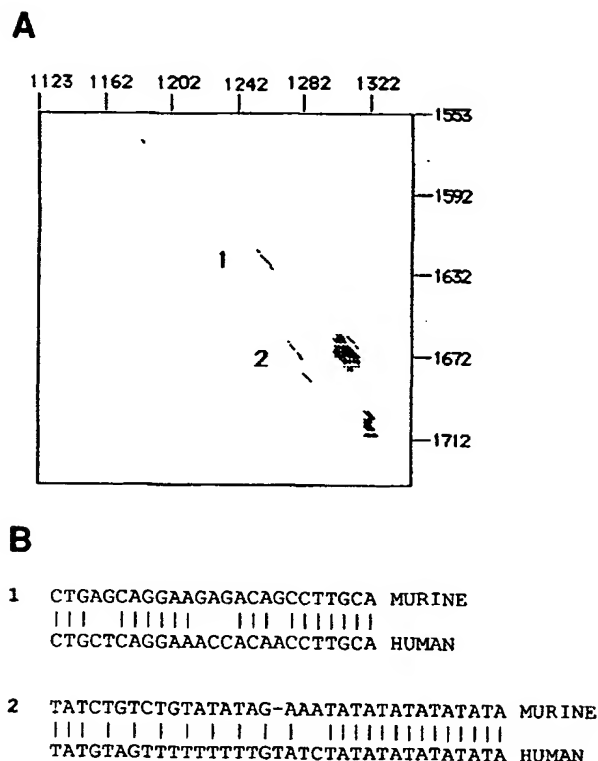 A
1123 1162 1202 1242 1282 1322
1553
1592
1
1632
2
1672
1712
B
1 CTGAGCAGGAAGAGACAGCCTTGCA MURINE
CTGCTCAGGAAACCACAACCTTGCA HUMAN
2 TATCTGTCTGTATATAG-AAATATATATATATATA MURINE
TATGTAGTTTTTTTTTGTATCTATATATATATATA HUMAN